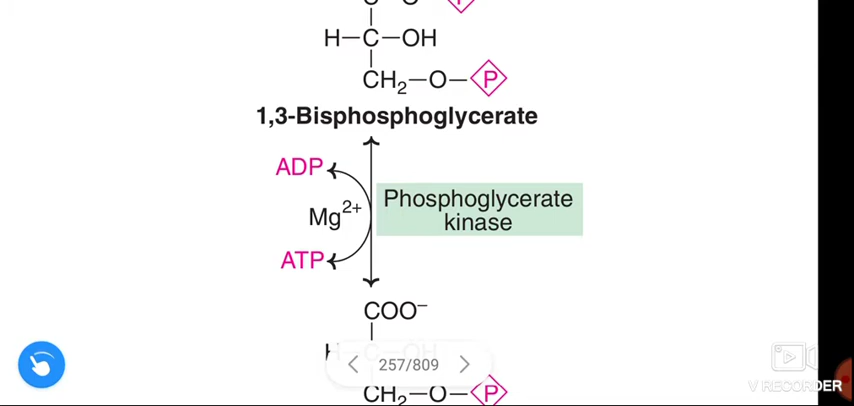 H–C–OH
CH₂–O–P
1,3-Bisphosphoglycerate
ADP
Mg²⁺
Phosphoglycerate
kinase
ATP
COO⁻
H
257/809
CH₂–O–P
V RECORDER